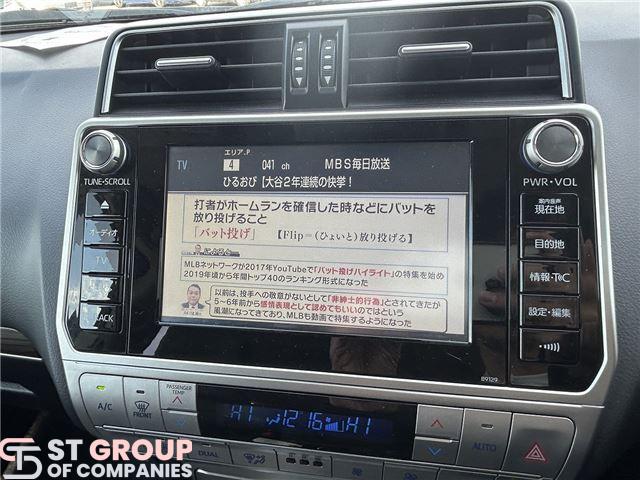 TUNE·SCROLL
オーディオ
TV
BACK
TV
エリア.P
4 041 ch MBS毎日放送
ひるおび【大谷2年連続の快挙!
打者がホームランを確信した時などにバットを
放り投げること
「バット投げ」 【Flip=(ひょいと)放り投げる】
MLBネットワークが2017年YouTubeで「バット投げハイライト」の特集を始め
2019年頃から年間トップ40のランキング形式になった
以前は、投手への敬意がないとして「非紳士的行為」とされてきたが
5~6年前から感情表現として認めてもいいのではという
風潮になってきており、MLBも動画で特集するようになった
PWR·VOL
案内音声
現在地
目的地
情報·T○C
設定·編集
B9129
A/C
FRONT
PASSENGER
TEMP
HI 12:16 HI
DUAL
AUTO
ST GROUP
OF COMPANIES